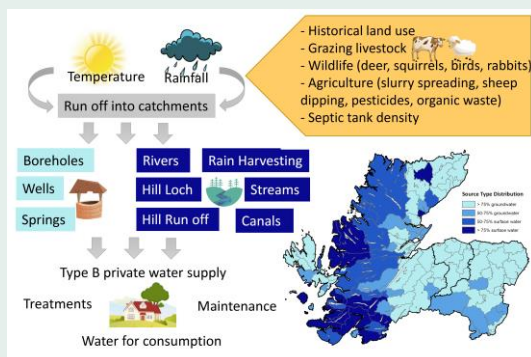 Temperature
Rainfall
Run off into catchments
- Historical land use
- Grazing livestock
- Wildlife (deer, squirrels, birds, rabbits)
- Agriculture (slurry spreading, sheep
dipping, pesticides, organic waste)
- Septic tank density
Boreholes
Wells
Springs
Rivers
Rain Harvesting
Hill Loch
Streams
Hill Run off
Canals
Type B private water supply
Treatments
Maintenance
Water for consumption
Source Type Distribution
> 75% groundwater
50-75% groundwater
50-75% surface water
> 75% surface water